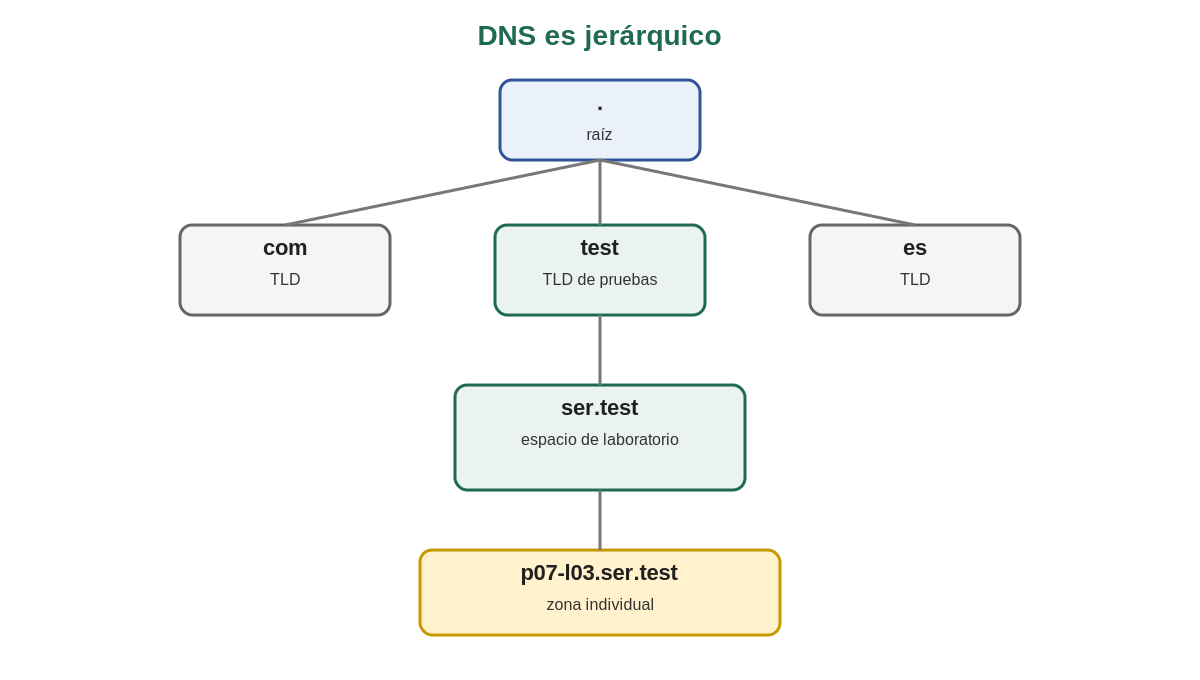 DNS es jerárquico
.
raíz
com
TLD
test
TLD de pruebas
es
TLD
ser.test
espacio de laboratorio
p07-l03.ser.test
zona individual